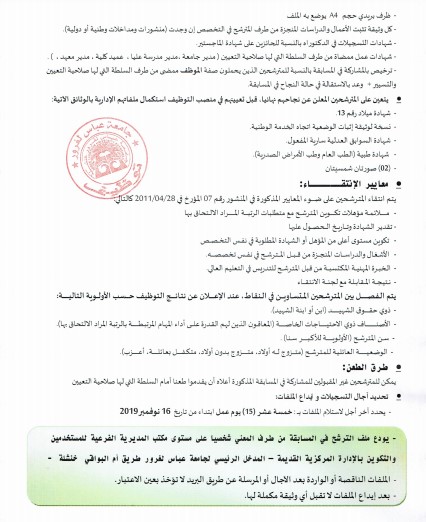 - ظرف بريدي حجم A4 يوضع به الملف
- كل وثيقة تثبت الأعمال والدراسات المنجزة من طرف المترشح في التخصص إن وجدت (منشورات ومداخلات وطنية أو دولية).
- شهادات التسجيلات في الدكتوراه بالنسبة للحائزين على شهادة الماجستير.
- شهادات عمل ممضاة من طرف السلطة التي لها صلاحية التعيين ( مدير جامعة ،مدير مدرسة عليا ، عميد كلية ، مدير معهد ، ) .
- ترخيص بالمشاركة في المسابقة بالنسبة للمترشحين الذين يحملون صفة الموظف ممضى من طرف السلطة التي لها صلاحية التعيين
والتسيير + وعد بالاستقالة في حالة النجاح في المسابقة.
● يتعين على المترشحين المعلن عن نجاحهم نهائيا، قبل تعيينهم في منصب التوظيف استكمال ملفاتهم الإدارية بالوثائق الآتية:
- شهادة ميلاد رقم 13.
- نسخة لوثيقة إثبات الوضعية اتجاه الخدمة الوطنية.
- شهادة السوابق العدلية سارية المفعول.
- شهادة طبية (الطب العام وطب الأمراض الصدرية).
- (02) صورتان شمسيتان
● معايير الإنتقـــــاء:
يتم انتقاء المترشحين على ضوء المعايير المذكورة في المنشور رقم 07 المؤرخ في 2011/04/28 كالتالي:
- ملائمة مؤهلات تكوين المترشح مع متطلبات الرتبة المراد الالتحاق بها
- تقدير الشهادة وتاريخ الحصول عليها
- تكوين مستوى أعلى من المؤهل أو الشهادة المطلوبة في نفس التخصص
- الأشغال والدراسات المنجزة من قبل المترشح في نفس تخصصه.
- الخبرة المهنية المكتسبة من قبل المترشح للتدريس في التعليم العالي.
- نتيجة المقابلة مع لجنة الانتقاء
يتم الفصل بين المترشحين المتساوين في النقاط، عند الإعلان عن نتائج التوظيف حسب الأولوية التالية:
- ذوي حقوق الشهيد (ابن أو ابنة الشهيد).
- الأصناف ذوي الاحتياجات الخاصة (المعاقون الذين لهم القدرة على أداء المهام المرتبطة بالرتبة المراد الالتحاق بها).
- سن المترشح (الأولوية للأكبر سنا).
- الوضعية العائلية للمترشح (متزوج له أولاد، متزوج بدون أولاد، متكفل بعائلة، أعزب).
● طرق الطعن:
يمكن للمترشحين غير المقبولين للمشاركة في المسابقة المذكورة أعلاه أن يقدموا طعنا أمام السلطة التي لها صلاحية التعيين
● تحديد آجال التسجيلات و إيداع الملفات:
- يحدد آخر أجل لاستلام الملفات بـ : خمسة عشر (15) يوم عمل ابتداء من تاريخ 16 نوفمبر 2019
- يودع ملف الترشح في المسابقة من طرف المعني شخصيا على مستوى مكتب المديرية الفرعية للمستخدمين
والتكوين بالإدارة المركزية القديمة – المدخل الرئيسي لجامعة عباس لغرور طريق أم البواقي خنشلة -
- الملفات الناقصة أو الواردة بعد الآجال أو المرسلة عن طريق البريد لا تؤخذ بعين الاعتبار.
- بعد إيداع الملفات لا تقبل أي وثيقة مكملة لها.